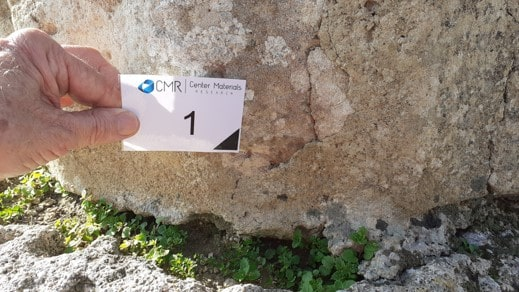 CMR | Center Materials
RESEARCH
1